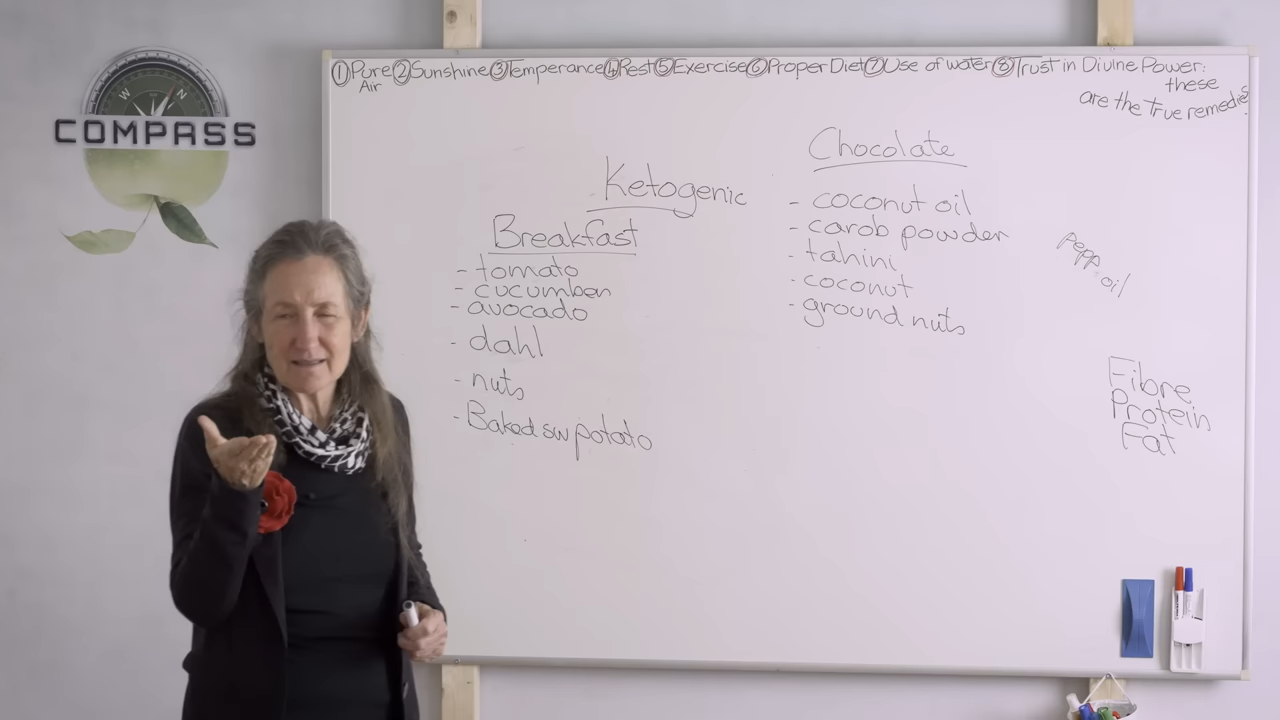 W
N
COMPASS
①Pure ②Sunshine ③Temperance ④Rest ⑤Exercise ⑥Proper Diet ⑦Use of water ⑧Trust in Divine Power:
Air
these
are the true remedies
Ketogenic
Breakfast
- tomato
- cucumber
- avocado
- dahl
- nuts
- Baked sw potato
Chocolate
- coconut oil
- carob powder
- tahini
- coconut
- ground nuts
Pepp oil
Fibre
Protein
Fat